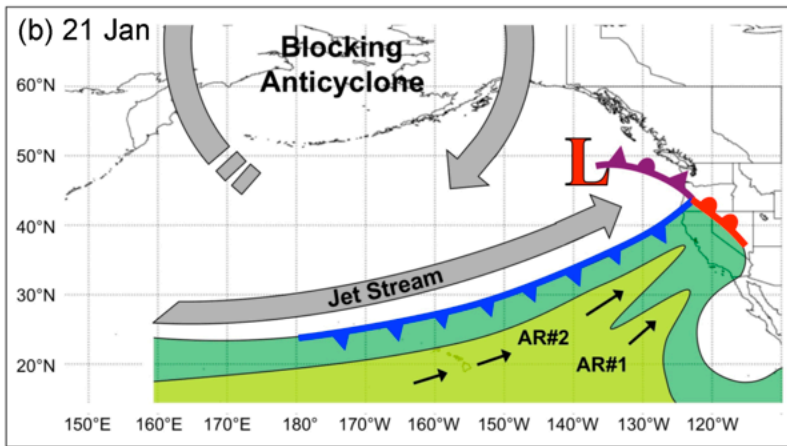 (b) 21 Jan
Blocking
Anticyclone
60°N
50°N
L
40°N
Jet Stream
30°N
AR#2
AR#1
20°N
150°E 160°E 170°E 180° 170°W 160°W 150°W 140°W 130°W 120°W